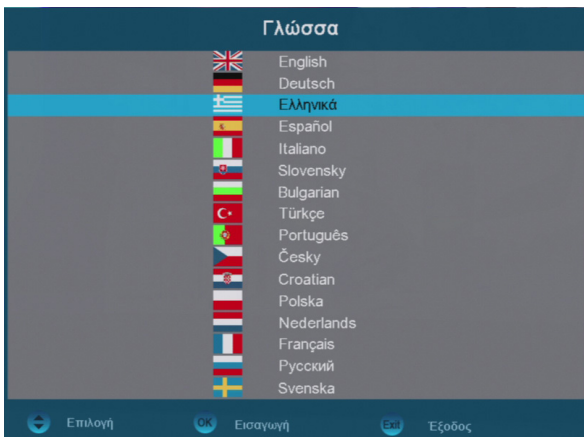 Γλώσσα
English
Deutsch
Ελληνικά
Español
Italiano
Slovensky
Bulgarian
Türkçe
Português
Česky
Croatian
Polska
Nederlands
Français
Русский
Svenska
Επιλογή OK Εισαγωγή Exit Έξοδος